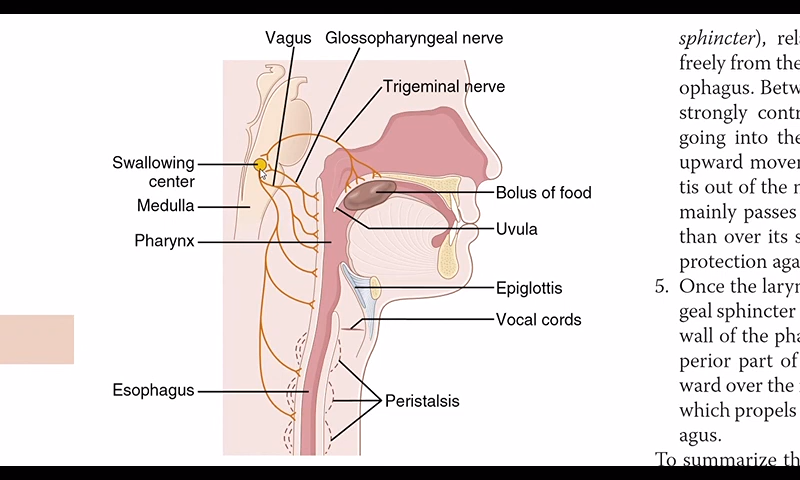 Vagus
Glossopharyngeal nerve
Trigeminal nerve
Swallowing
center
Medulla
Pharynx
Esophagus
Bolus of food
Uvula
Epiglottis
Vocal cords
Peristalsis
sphincter), rel
freely from the
ophagus. Betw
strongly contr
going into the
upward movem
tis out of the m
mainly passes
than over its s
protection aga
5. Once the laryn
geal sphincter
wall of the pha
perior part of
ward over the
which propels
agus.
To summarize th